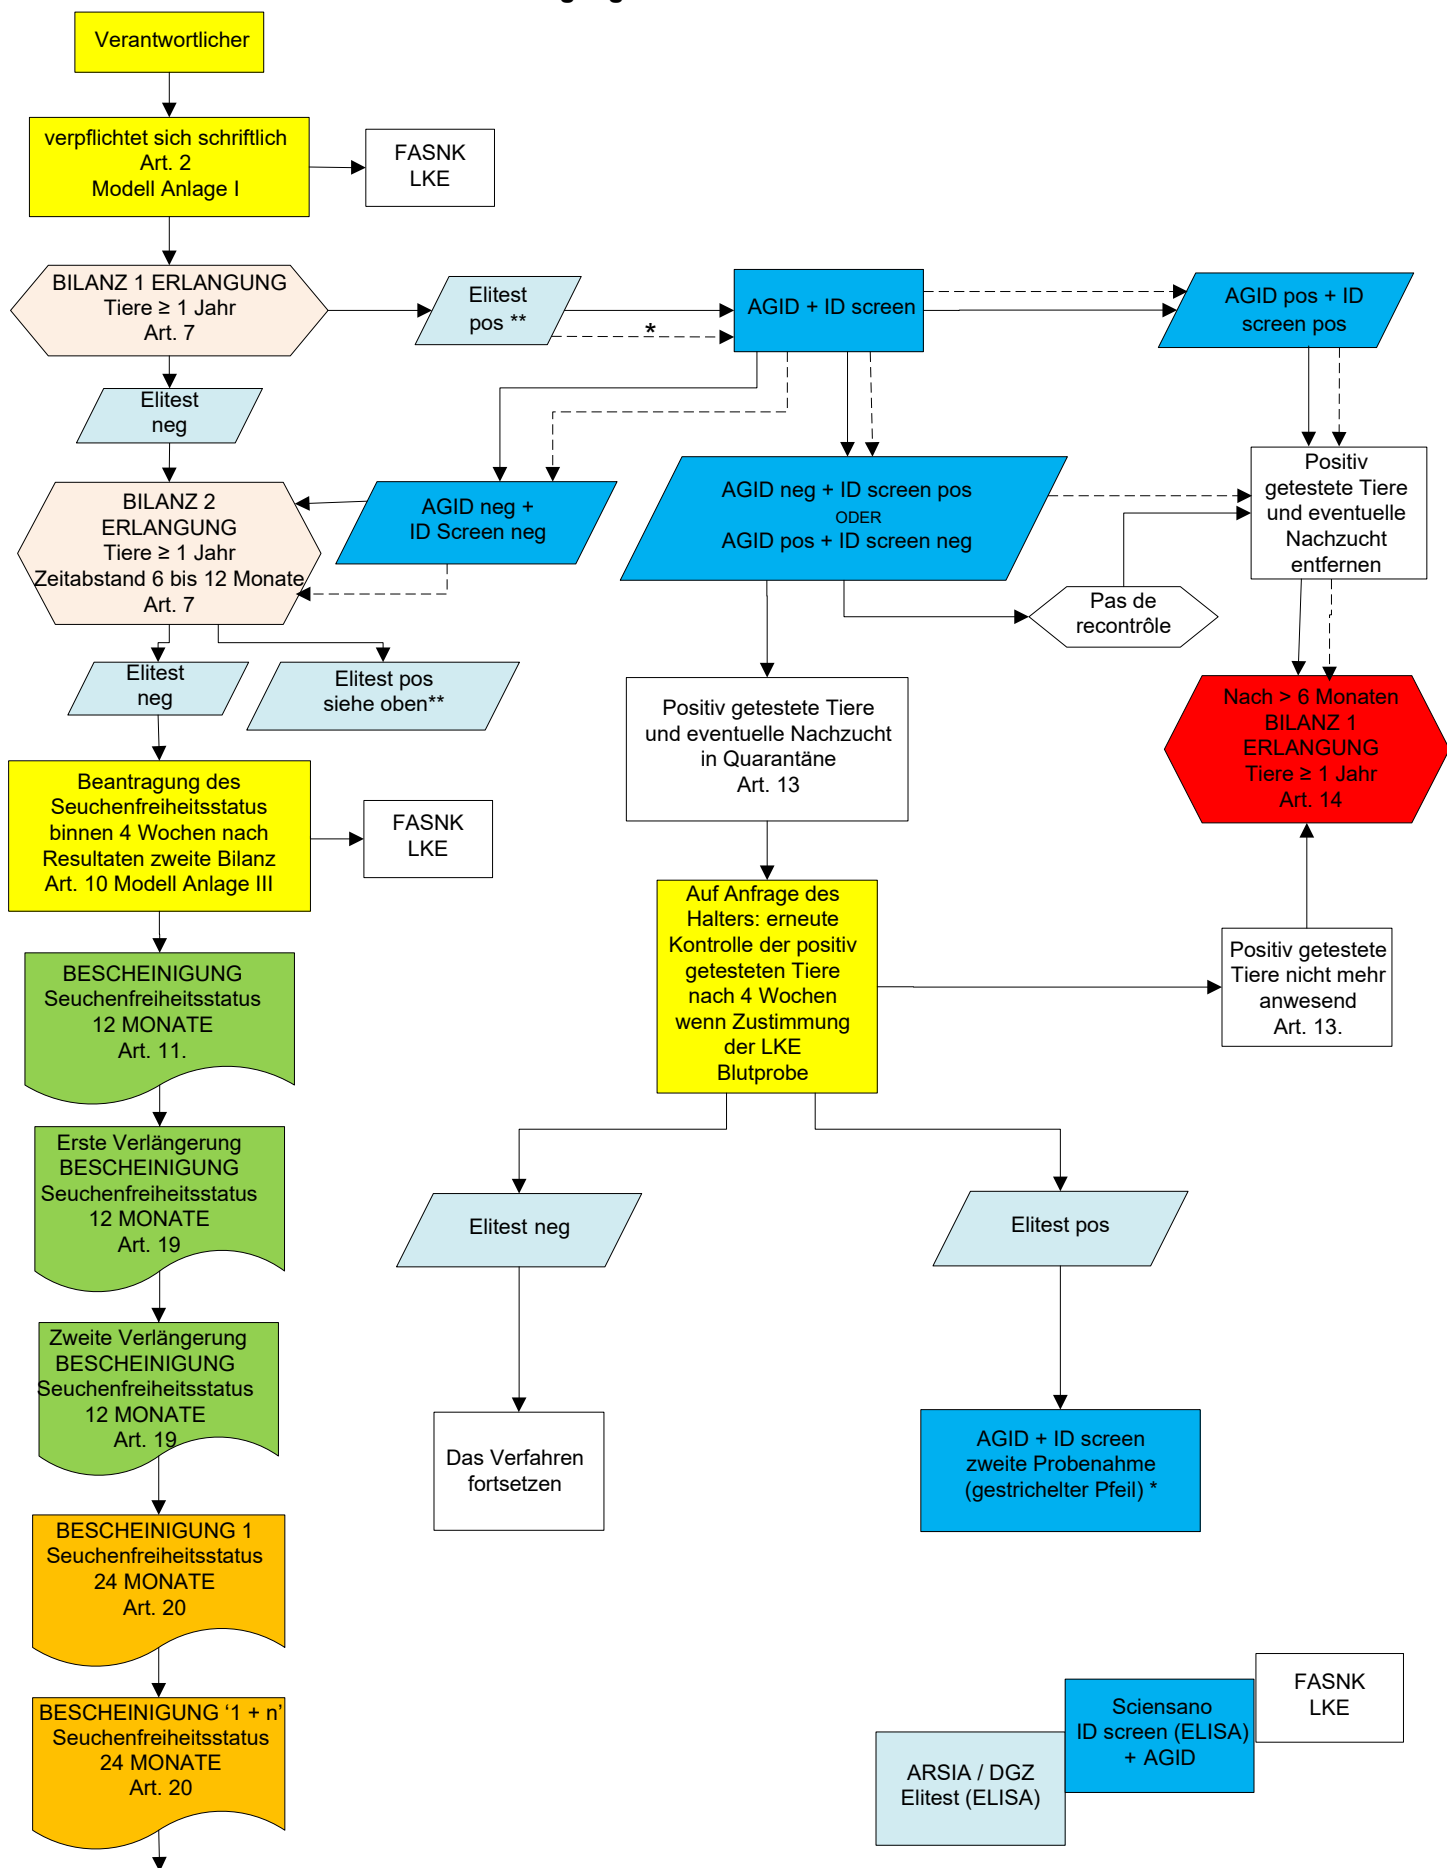 Verantwortlicher
verpflichtet sich schriftlich
Art. 2
Modell Anlage I
FASNK
LKE
BILANZ 1 ERLANGUNG
Tiere ≥ 1 Jahr
Art. 7
Elitest
pos **
*
AGID + ID screen
AGID pos + ID
screen pos
Elitest
neg
BILANZ 2
ERLANGUNG
Tiere ≥ 1 Jahr
Zeitabstand 6 bis 12 Monate
Art. 7
AGID neg +
ID Screen neg
AGID neg + ID screen pos
ODER
AGID pos + ID screen neg
Positiv
getestete Tiere
und eventuelle
Nachzucht
entfernen
Pas de
recontrôle
Elitest
neg
Elitest pos
siehe oben**
Positiv getestete Tiere
und eventuelle Nachzucht
in Quarantäne
Art. 13
Nach > 6 Monaten
BILANZ 1
ERLANGUNG
Tiere ≥ 1 Jahr
Art. 14
Beantragung des
Seuchenfreiheitsstatus
binnen 4 Wochen nach
Resultaten zweite Bilanz
Art. 10 Modell Anlage III
FASNK
LKE
Auf Anfrage des
Halters: erneute
Kontrolle der positiv
getesteten Tiere
nach 4 Wochen
wenn Zustimmung
der LKE
Blutprobe
Positiv getestete
Tiere nicht mehr
anwesend
Art. 13.
BESCHEINIGUNG
Seuchenfreiheitsstatus
12 MONATE
Art. 11.
Erste Verlängerung
BESCHEINIGUNG
Seuchenfreiheitsstatus
12 MONATE
Art. 19
Elitest neg
Elitest pos
Zweite Verlängerung
BESCHEINIGUNG
Seuchenfreiheitsstatus
12 MONATE
Art. 19
Das Verfahren
fortsetzen
AGID + ID screen
zweite Probenahme
(gestrichelter Pfeil) *
BESCHEINIGUNG 1
Seuchenfreiheitsstatus
24 MONATE
Art. 20
BESCHEINIGUNG ‘1 + n’
Seuchenfreiheitsstatus
24 MONATE
Art. 20
ARSIA / DGZ
Elitest (ELISA)
Sciensano
ID screen (ELISA)
+ AGID
FASNK
LKE